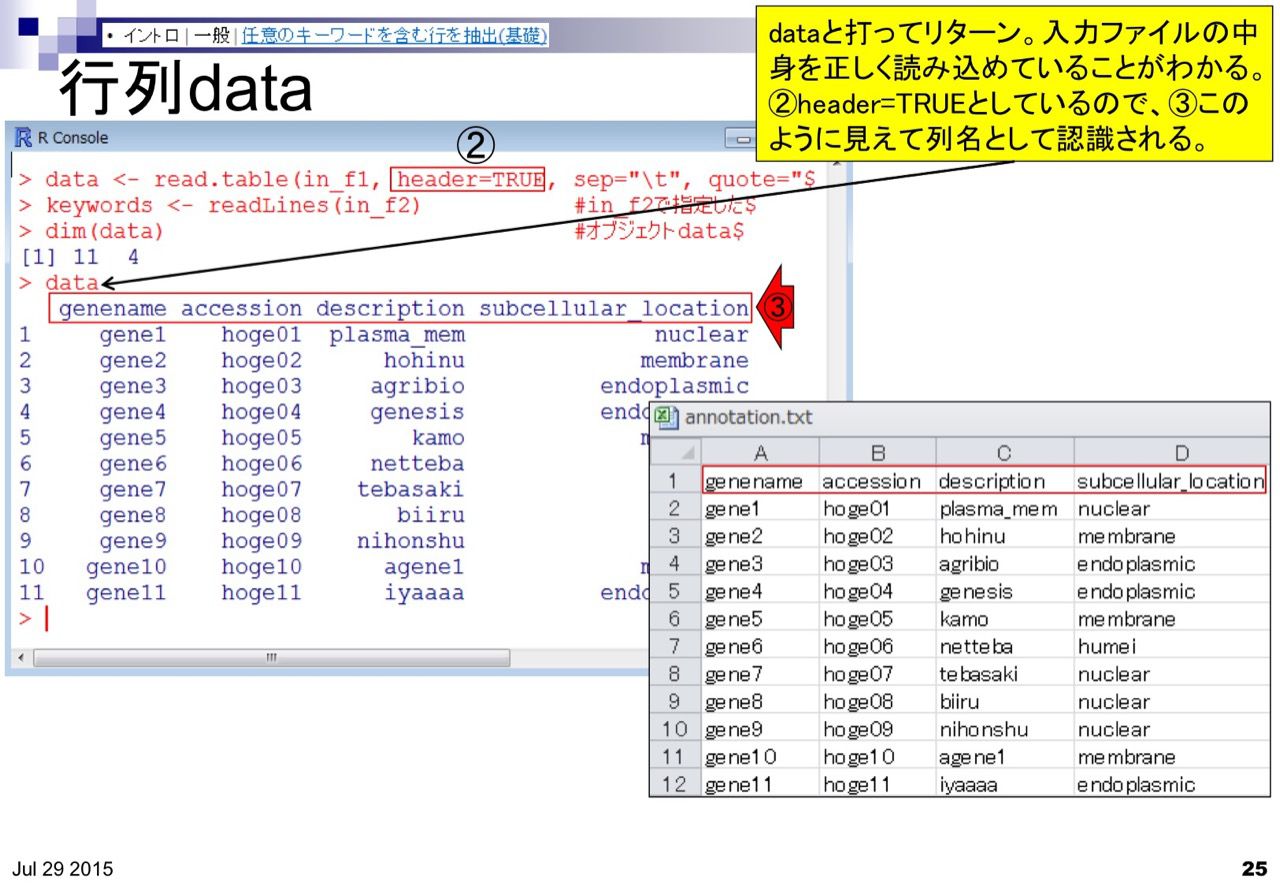 • イントロ | 一般 | 任意のキーワードを含む行を抽出(基礎)
行列data
dataと打ってリターン。入力ファイルの中
身を正しく読み込めていることがわかる。
②header=TRUEとしているので、③この
ように見えて列名として認識される。
R Console
②
> data <- read.table(in_f1, header=TRUE, sep="\t", quote="$
> keywords <- readLines(in_f2) #in_f2で指定した$
> dim(data) #オブジェクトdata$
[1] 11 4
> data
genename accession description subcellular_location
③
1 gene1 hoge01 plasma_mem nuclear
2 gene2 hoge02 hohinu membrane
3 gene3 hoge03 agribio endoplasmic
4 gene4 hoge04 genesis endo
5 gene5 hoge05 kamo m
6 gene6 hoge06 netteba
7 gene7 hoge07 tebasaki
8 gene8 hoge08 biiru
9 gene9 hoge09 nihonshu
10 gene10 hoge10 agene1 m
11 gene11 hoge11 iyaaaa endo
>
annotation.txt
A B C D
1 genename accession description subcellular_location
2 gene1 hoge01 plasma_mem nuclear
3 gene2 hoge02 hohinu membrane
4 gene3 hoge03 agribio endoplasmic
5 gene4 hoge04 genesis endoplasmic
6 gene5 hoge05 kamo membrane
7 gene6 hoge06 netteba humei
8 gene7 hoge07 tebasaki nuclear
9 gene8 hoge08 biiru nuclear
10 gene9 hoge09 nihonshu nuclear
11 gene10 hoge10 agene1 membrane
12 gene11 hoge11 iyaaaa endoplasmic
Jul 29 2015
25